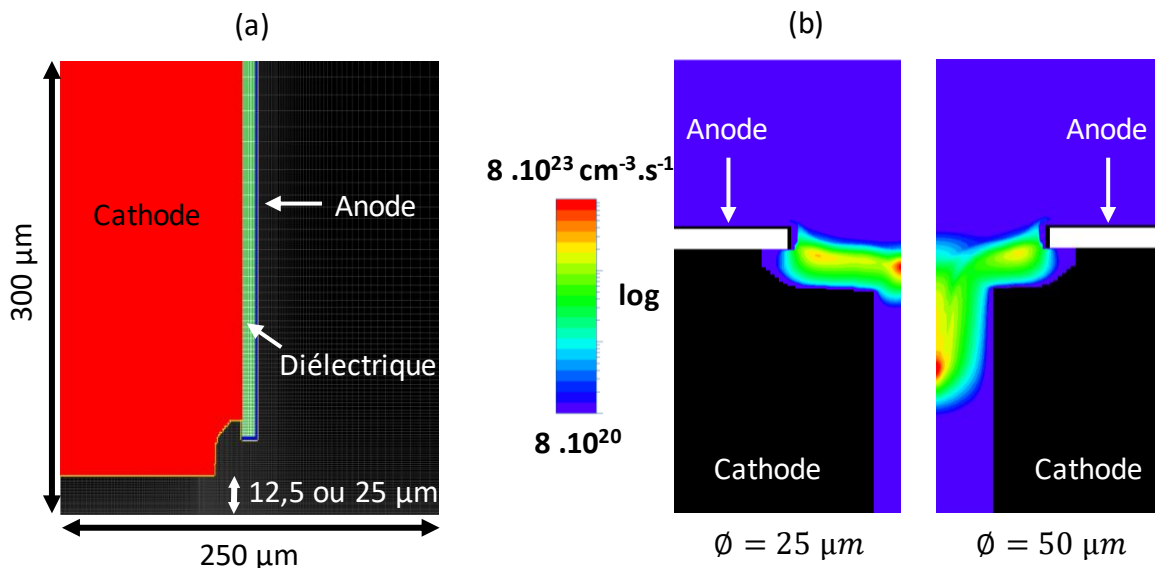 (a)
(b)
300 µm
Cathode
Anode
Diélectrique
12,5 ou 25 µm
250 µm
8 .10²³ cm⁻³.s⁻¹
log
8 .10²⁰
Anode
Cathode
∅ = 25 µm
Anode
Cathode
∅ = 50 µm